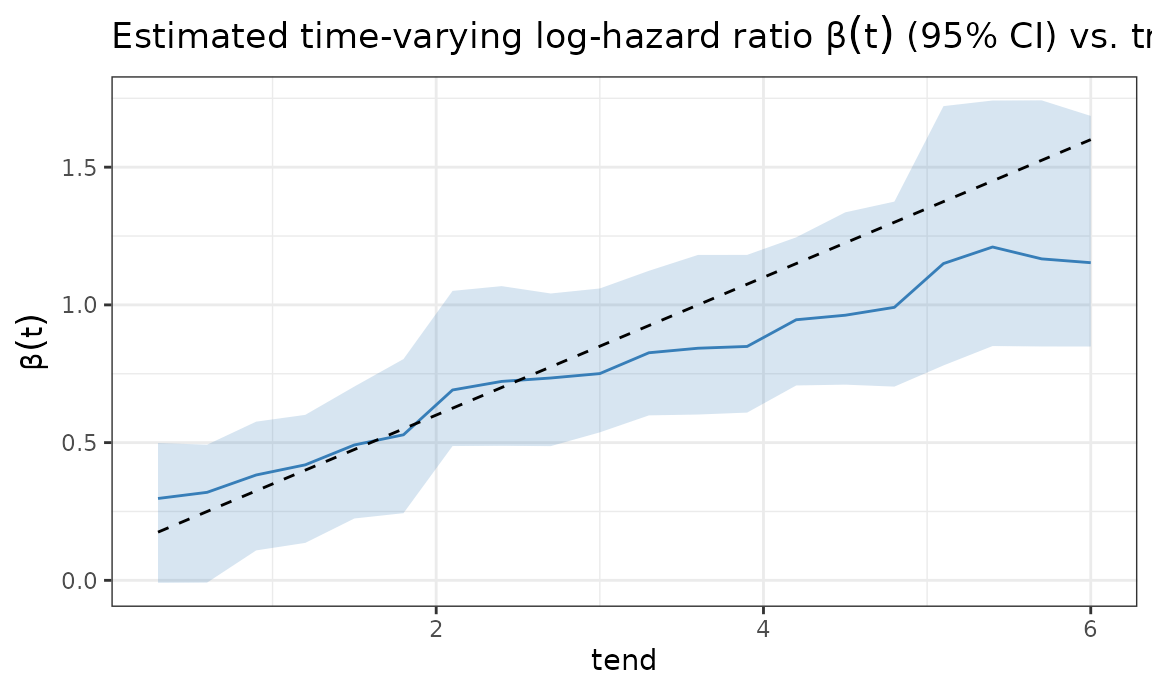 Estimated time-varying log-hazard ratio β(t) (95% CI) vs.
β(t)
1.5
1.0
0.5
0.0
2
4
6
tend